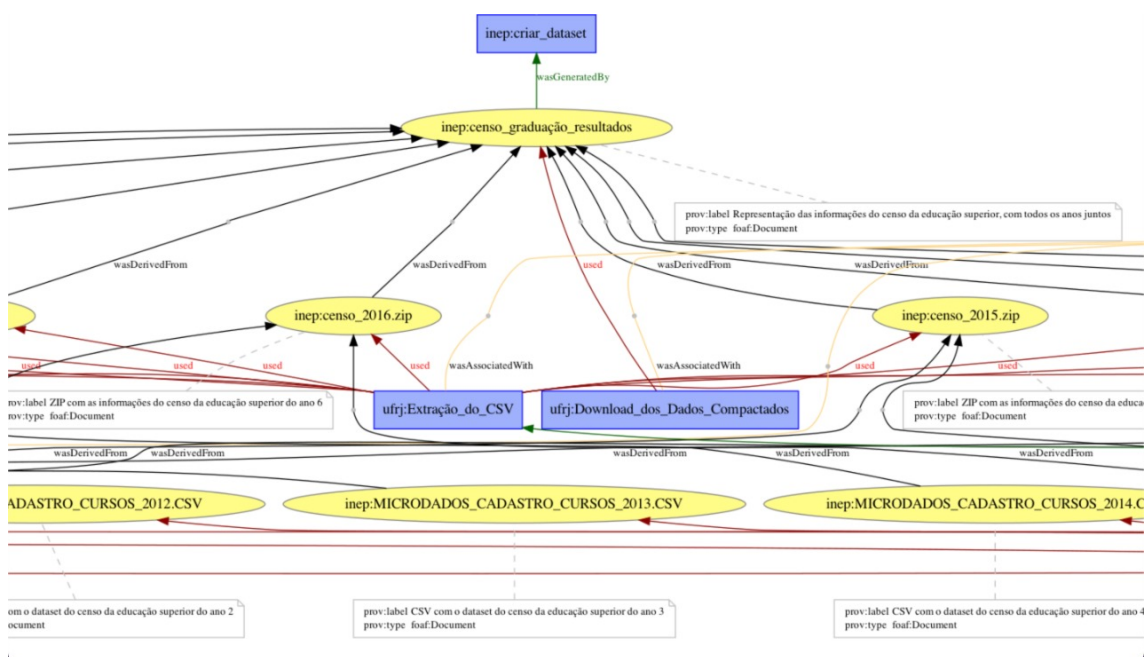 inep:criar_dataset
wasGeneratedBy
inep:censo_graduação_resultados
prov:label Representação das informações do censo da educação superior, com todos os anos juntos
prov:type foaf:Document
wasDerivedFrom
wasDerivedFrom
used
wasDerivedFrom
wasDerivedFrom
inep:censo_2016.zip
inep:censo_2015.zip
used
used
used
wasAssociatedWith
wasAssociatedWith
used
used
rov:label ZIP com as informações do censo da educação superior do ano 6
rov:type foaf:Document
ufrj:Extração_do_CSV
ufrj:Download_dos_Dados_Compactados
prov:label ZIP com as informações do censo da educa
prov:type foaf:Document
wasDerivedFrom
wasDerivedFrom
wasDerivedFrom
wasDerivedFrom
wasDerivedFrom
ADASTRO_CURSOS_2012.CSV
inep:MICRODADOS_CADASTRO_CURSOS_2013.CSV
inep:MICRODADOS_CADASTRO_CURSOS_2014.C
om o dataset do censo da educação superior do ano 2
ocument
prov:label CSV com o dataset do censo da educação superior do ano 3
prov:type foaf:Document
prov:label CSV com o dataset do censo da educação superior do ano 4
prov:type foaf:Document